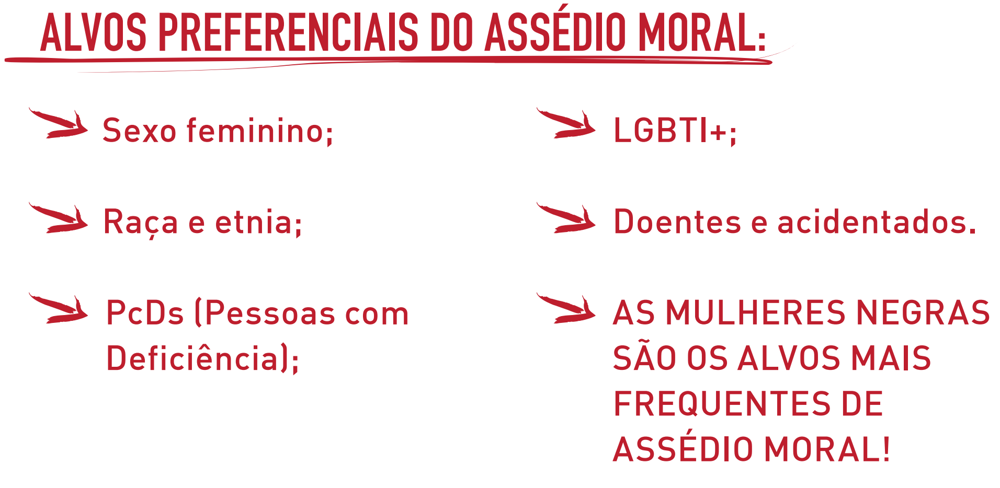 ALVOS PREFERENCIAIS DO ASSÉDIO MORAL:
Sexo feminino;
Raça e etnia;
PcDs (Pessoas com
Deficiência);
LGBTI+;
Doentes e acidentados.
AS MULHERES NEGRAS
SÃO OS ALVOS MAIS
FREQUENTES DE
ASSÉDIO MORAL!